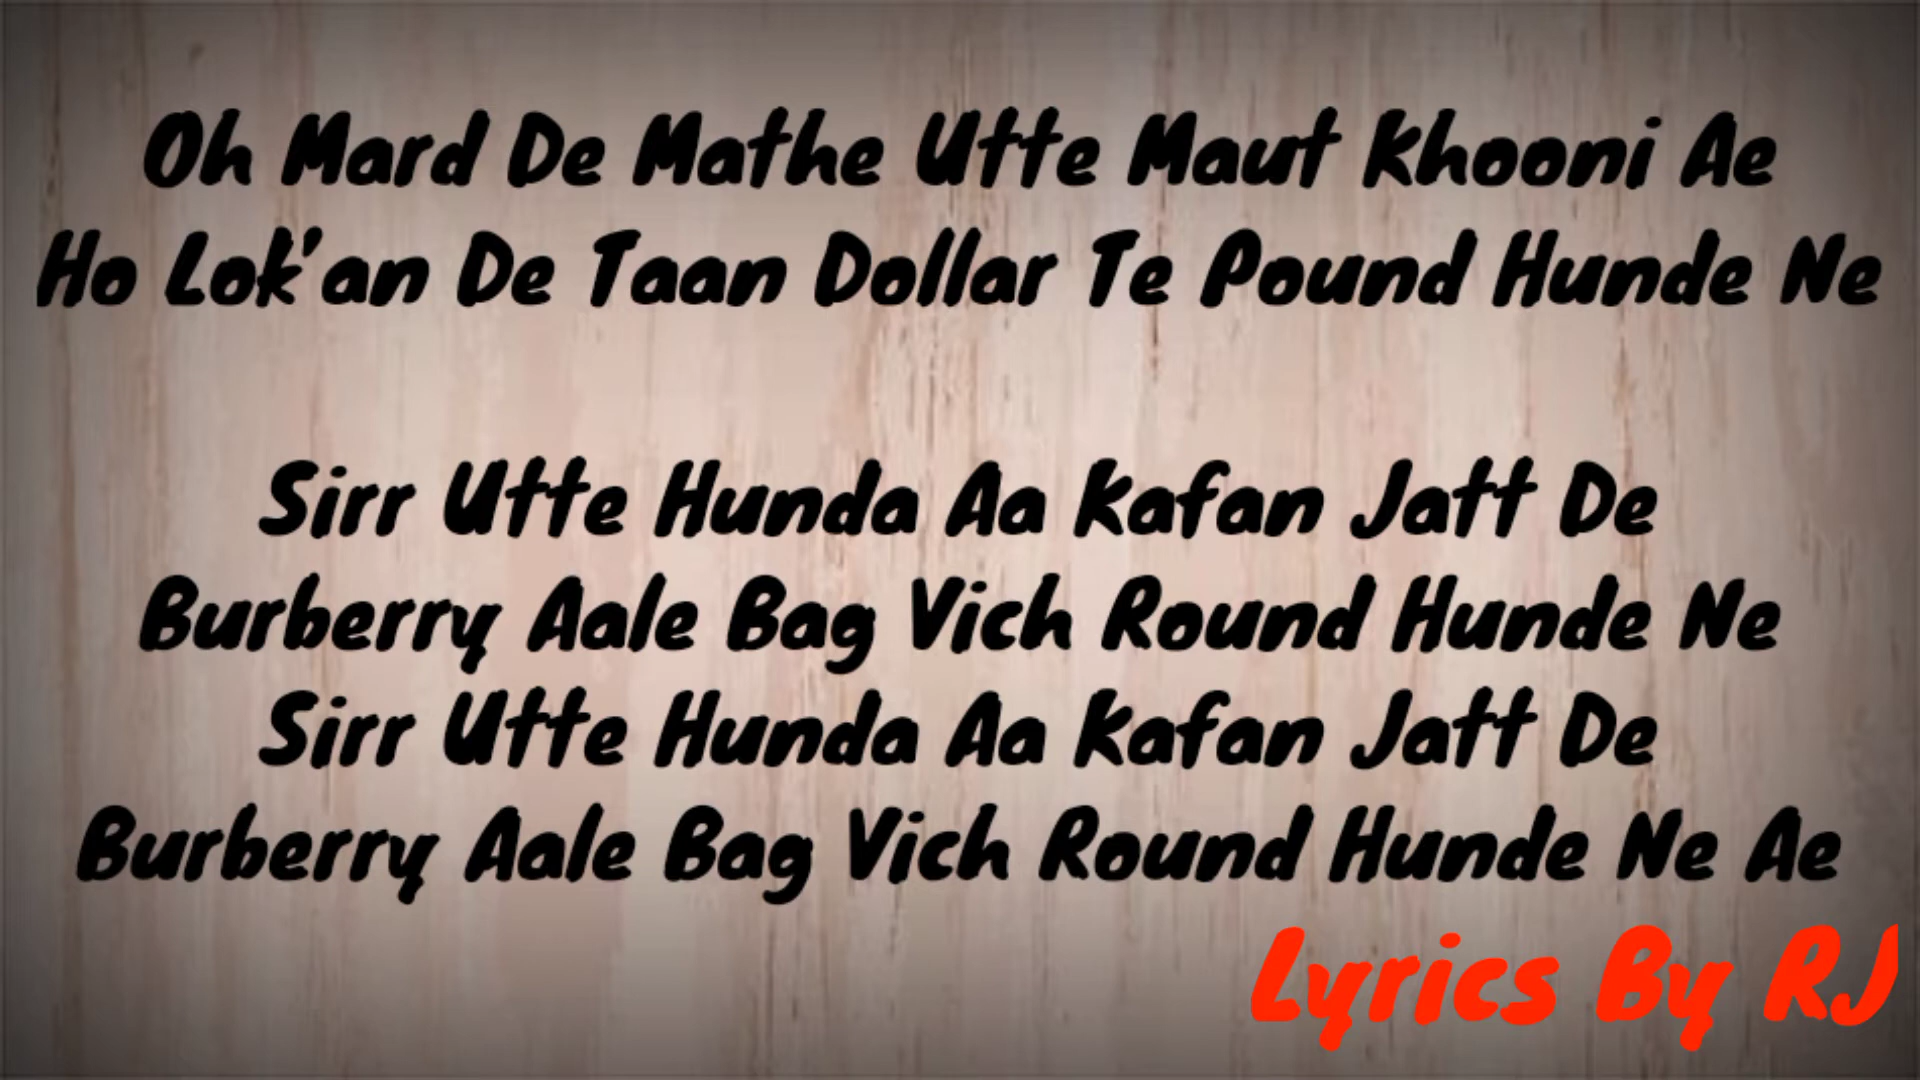 Oh Mard De Mathe Utte Maut Khooni Ae
Ho Lok'an De Taan Dollar Te Pound Hunde Ne
Sirr Utte Hunda Aa Kafan Jatt De
Burberry Aale Bag Vich Round Hunde Ne
Sirr Utte Hunda Aa Kafan Jatt De
Burberry Aale Bag Vich Round Hunde Ne Ae
Lyrics By RJ